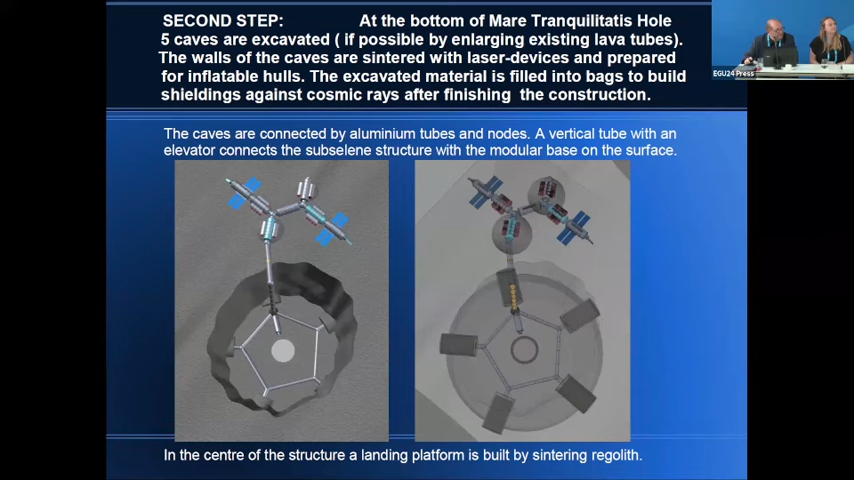 SECOND STEP: At the bottom of Mare Tranquilitatis Hole
5 caves are excavated ( if possible by enlarging existing lava tubes).
The walls of the caves are sintered with laser-devices and prepared
for inflatable hulls. The excavated material is filled into bags to build
shieldings against cosmic rays after finishing the construction.
EGU24 Press
The caves are connected by aluminium tubes and nodes. A vertical tube with an
elevator connects the subselene structure with the modular base on the surface.
In the centre of the structure a landing platform is built by sintering regolith.